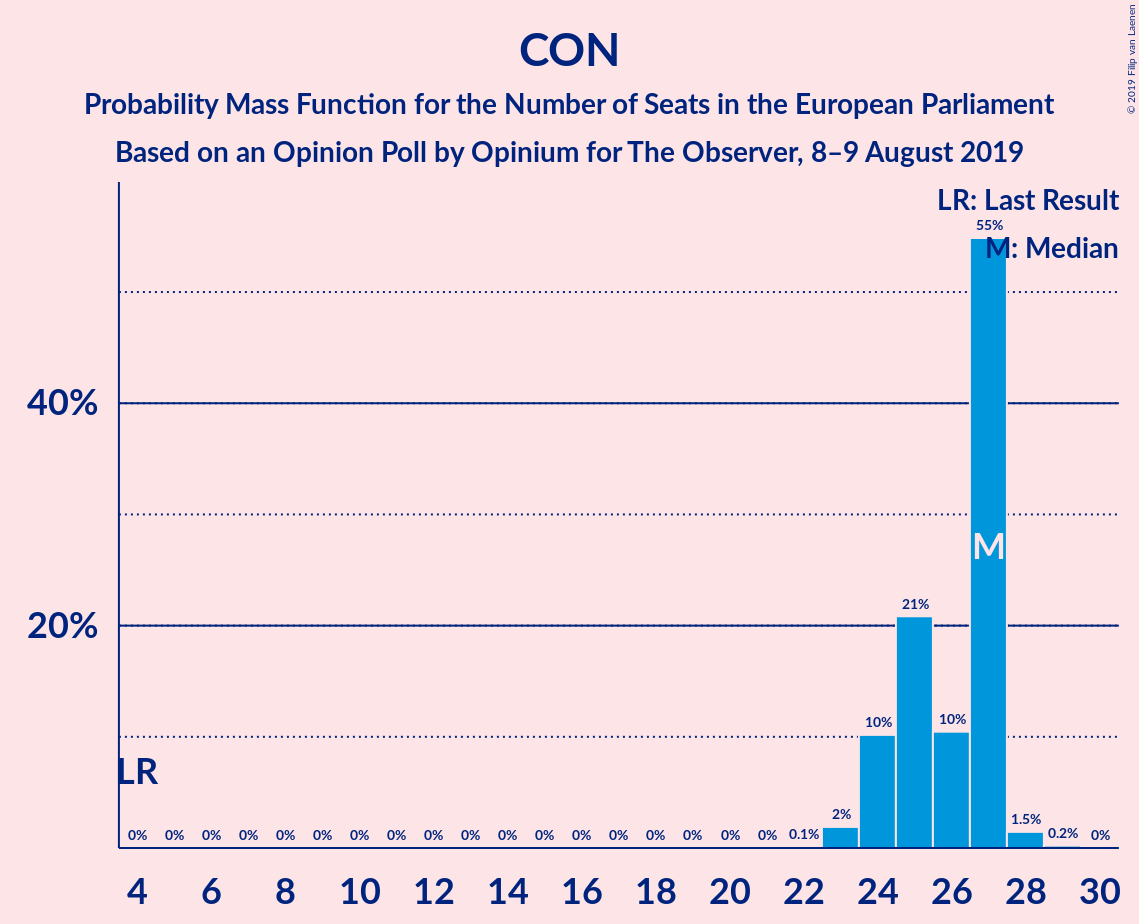 CON
Probability Mass Function for the Number of Seats in the European Parliament
Based on an Opinion Poll by Opinium for The Observer, 8–9 August 2019
© 2019 Filip van Laenen
LR: Last Result
M: Median
55%
40%
M
21%
20%
10%
10%
LR
2%
1.5%
0% 0% 0% 0% 0% 0% 0% 0% 0% 0% 0% 0% 0% 0% 0% 0% 0% 0% 0.1% 0.2% 0%
4 6 8 10 12 14 16 18 20 22 24 26 28 30